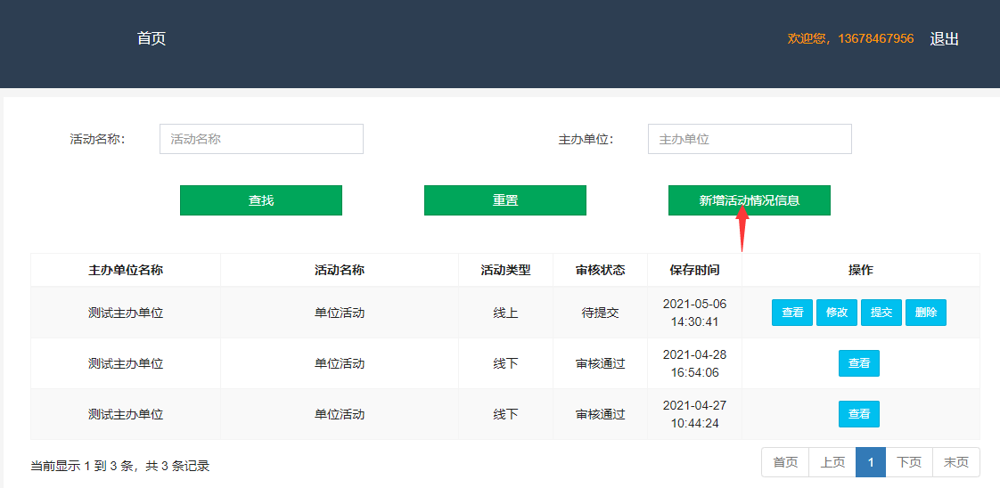 首页
欢迎您，13678467956 退出
活动名称： 活动名称 主办单位： 主办单位
查找 重置 新增活动情况信息
主办单位名称 活动名称 活动类型 审核状态 保存时间 操作
测试主办单位 单位活动 线上 待提交 2021-05-06 14:30:41 查看 修改 提交 删除
测试主办单位 单位活动 线下 审核通过 2021-04-28 16:54:06 查看
测试主办单位 单位活动 线下 审核通过 2021-04-27 10:44:24 查看
当前显示 1 到 3 条，共 3 条记录 首页 上页 1 下页 末页